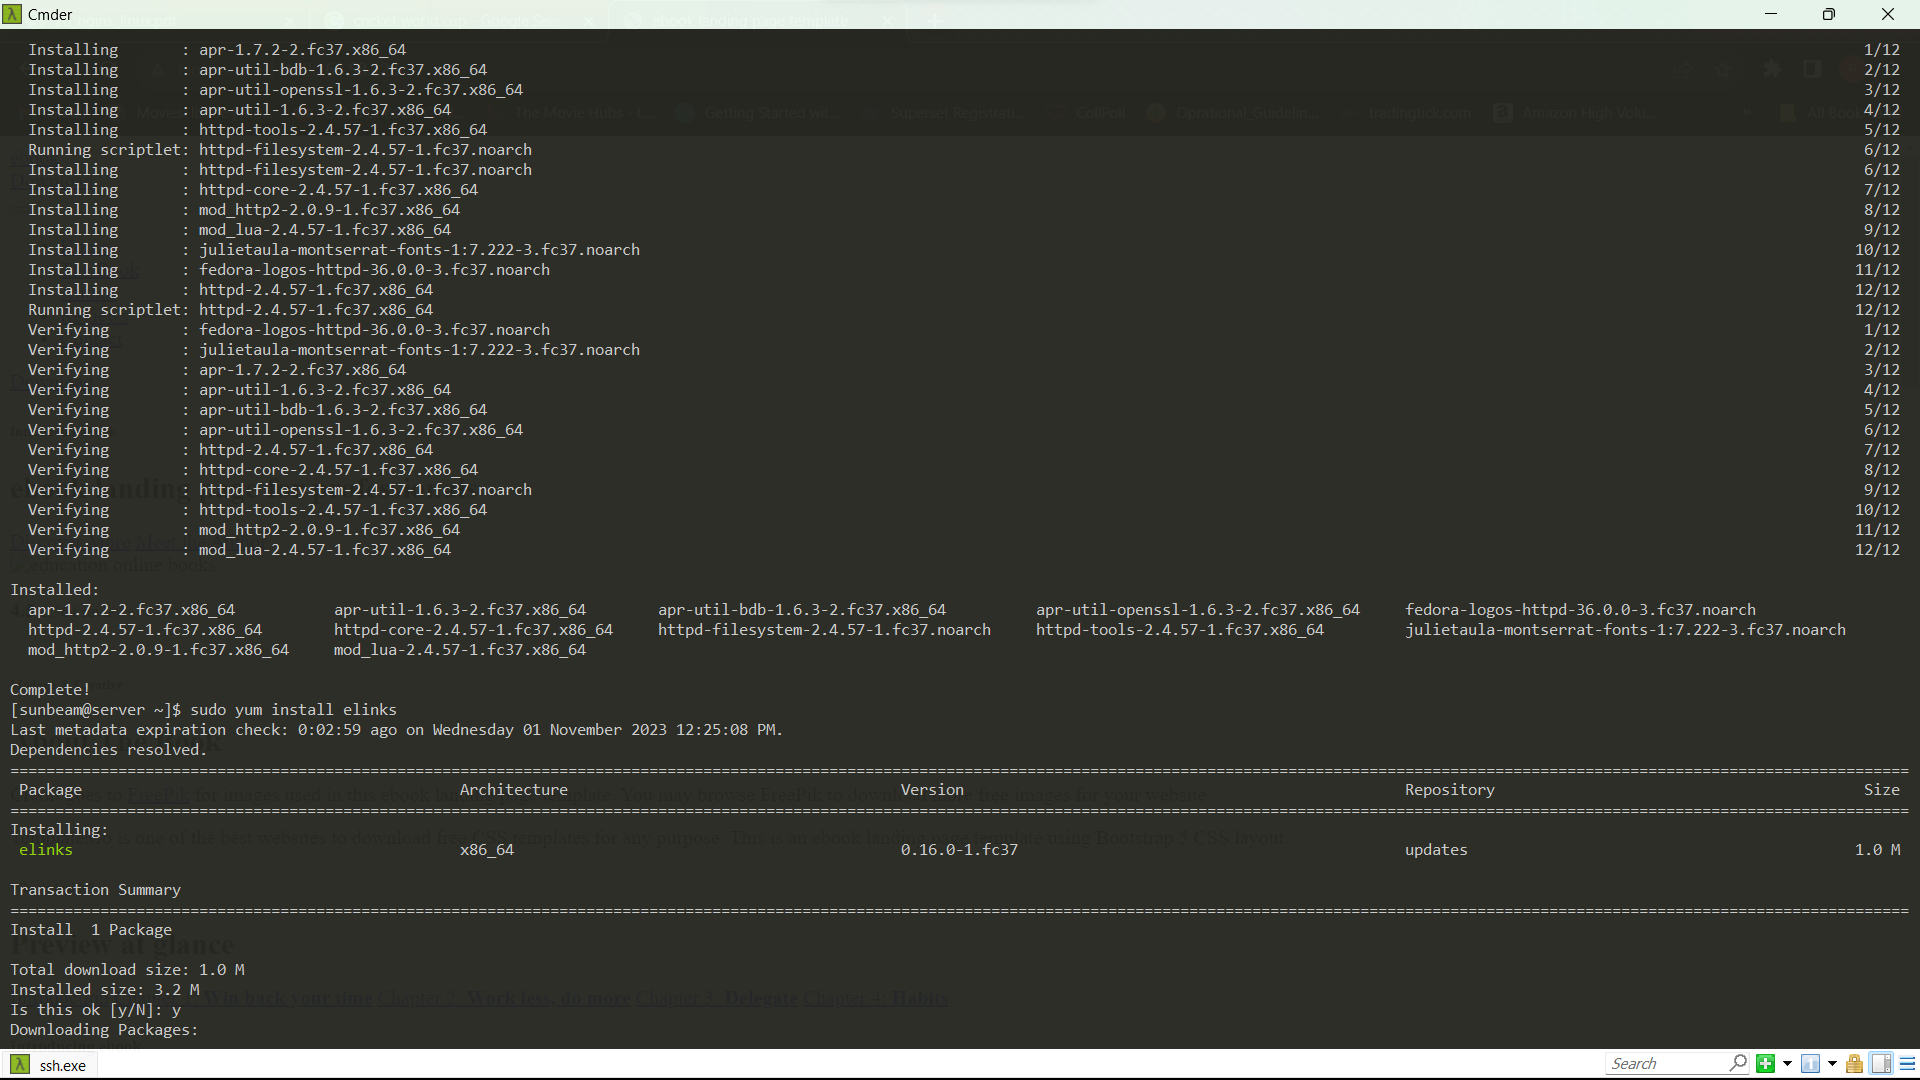 Cmder
Installing : apr-1.7.2-2.fc37.x86_64 1/12
Installing : apr-util-bdb-1.6.3-2.fc37.x86_64 2/12
Installing : apr-util-openssl-1.6.3-2.fc37.x86_64 3/12
Installing : apr-util-1.6.3-2.fc37.x86_64 4/12
Installing : httpd-tools-2.4.57-1.fc37.x86_64 5/12
Running scriptlet: httpd-filesystem-2.4.57-1.fc37.noarch 6/12
Installing : httpd-filesystem-2.4.57-1.fc37.noarch 6/12
Installing : httpd-core-2.4.57-1.fc37.x86_64 7/12
Installing : mod_http2-2.0.9-1.fc37.x86_64 8/12
Installing : mod_lua-2.4.57-1.fc37.x86_64 9/12
Installing : julietaula-montserrat-fonts-1:7.222-3.fc37.noarch 10/12
Installing : fedora-logos-httpd-36.0.0-3.fc37.noarch 11/12
Installing : httpd-2.4.57-1.fc37.x86_64 12/12
Running scriptlet: httpd-2.4.57-1.fc37.x86_64 12/12
Verifying : fedora-logos-httpd-36.0.0-3.fc37.noarch 1/12
Verifying : julietaula-montserrat-fonts-1:7.222-3.fc37.noarch 2/12
Verifying : apr-1.7.2-2.fc37.x86_64 3/12
Verifying : apr-util-1.6.3-2.fc37.x86_64 4/12
Verifying : apr-util-bdb-1.6.3-2.fc37.x86_64 5/12
Verifying : apr-util-openssl-1.6.3-2.fc37.x86_64 6/12
Verifying : httpd-2.4.57-1.fc37.x86_64 7/12
Verifying : httpd-core-2.4.57-1.fc37.x86_64 8/12
Verifying : httpd-filesystem-2.4.57-1.fc37.noarch 9/12
Verifying : httpd-tools-2.4.57-1.fc37.x86_64 10/12
Verifying : mod_http2-2.0.9-1.fc37.x86_64 11/12
Verifying : mod_lua-2.4.57-1.fc37.x86_64 12/12
Installed:
apr-1.7.2-2.fc37.x86_64 apr-util-1.6.3-2.fc37.x86_64 apr-util-bdb-1.6.3-2.fc37.x86_64 apr-util-openssl-1.6.3-2.fc37.x86_64 fedora-logos-httpd-36.0.0-3.fc37.noarch
httpd-2.4.57-1.fc37.x86_64 httpd-core-2.4.57-1.fc37.x86_64 httpd-filesystem-2.4.57-1.fc37.noarch httpd-tools-2.4.57-1.fc37.x86_64 julietaula-montserrat-fonts-1:7.222-3.fc37.noarch
mod_http2-2.0.9-1.fc37.x86_64 mod_lua-2.4.57-1.fc37.x86_64
Complete!
[sunbeam@server ~]$ sudo yum install elinks
Last metadata expiration check: 0:02:59 ago on Wednesday 01 November 2023 12:25:08 PM.
Dependencies resolved.
Package Architecture Version Repository Size
Installing:
elinks x86_64 0.16.0-1.fc37 updates 1.0 M
Transaction Summary
Install 1 Package
Preview at glance
Total download size: 1.0 M
Installed size: 3.2 M
Win back your time Chapter 2: Work less, do more Chapter 3: Delegate Chapter 4: Habits
Is this ok [y/N]: y
Downloading Packages:
ssh.exe
Search